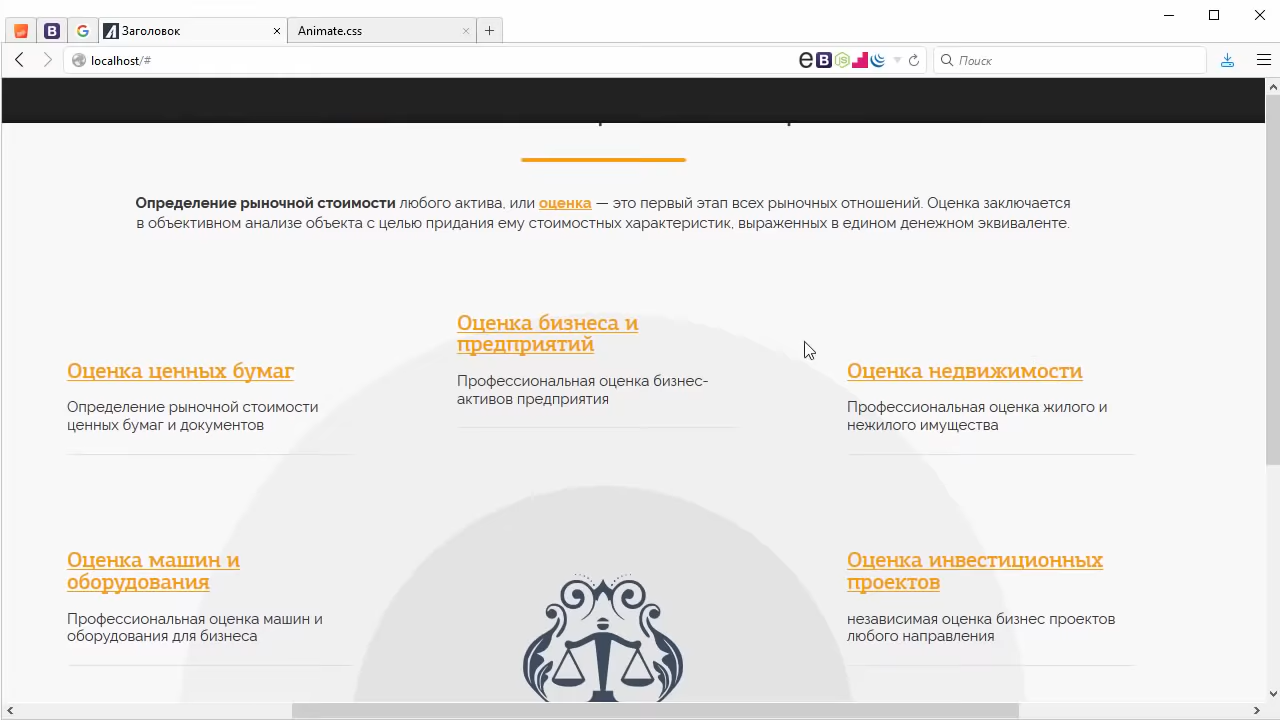 Заголовок
Animate.css
localhost/#
Поиск
Определение рыночной стоимости любого актива, или оценка — это первый этап всех рыночных отношений. Оценка заключается
в объективном анализе объекта с целью придания ему стоимостных характеристик, выраженных в едином денежном эквиваленте.
Оценка ценных бумаг
Определение рыночной стоимости
ценных бумаг и документов
Оценка бизнеса и
предприятий
Профессиональная оценка бизнес-
активов предприятия
Оценка недвижимости
Профессиональная оценка жилого и
нежилого имущества
Оценка машин и
оборудования
Профессиональная оценка машин и
оборудования для бизнеса
Оценка инвестиционных
проектов
независимая оценка бизнес проектов
любого направления